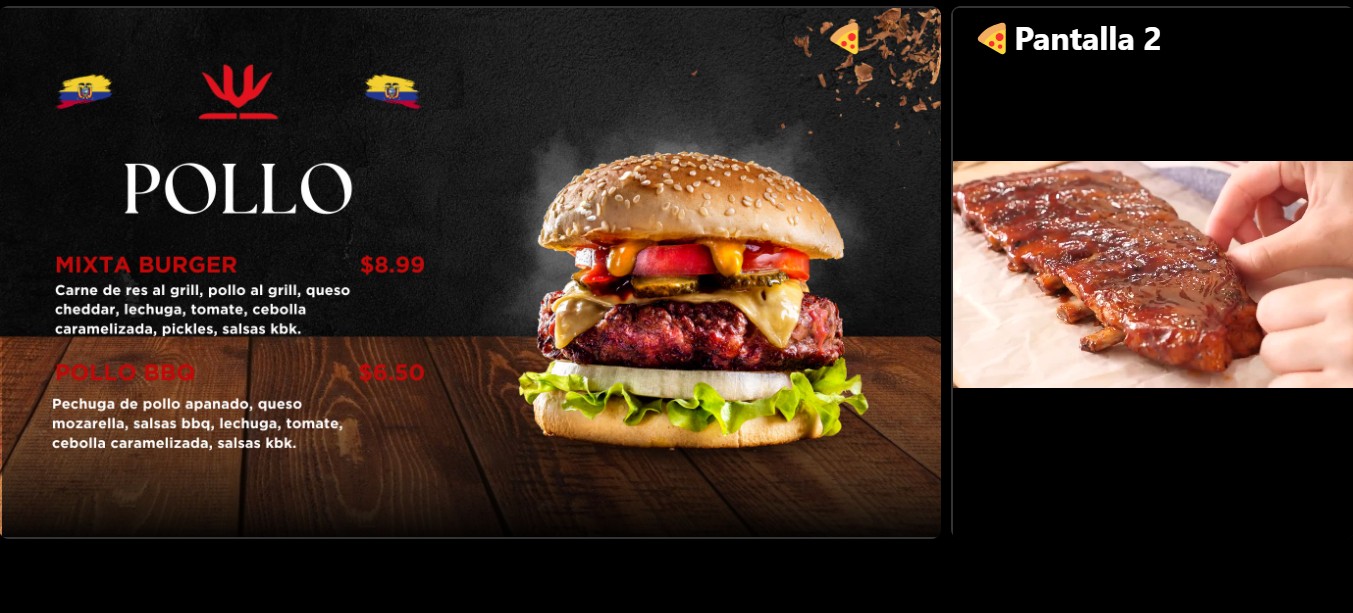 POLLO
MIXTA BURGER $8.99
Carne de res al grill, pollo al grill, queso
cheddar, lechuga, tomate, cebolla
caramelizada, pickles, salsas kbk.
POLLO BBQ $6.50
Pechuga de pollo apanado, queso
mozarella, salsas bbq, lechuga, tomate,
cebolla caramelizada, salsas kbk.
Pantalla 2